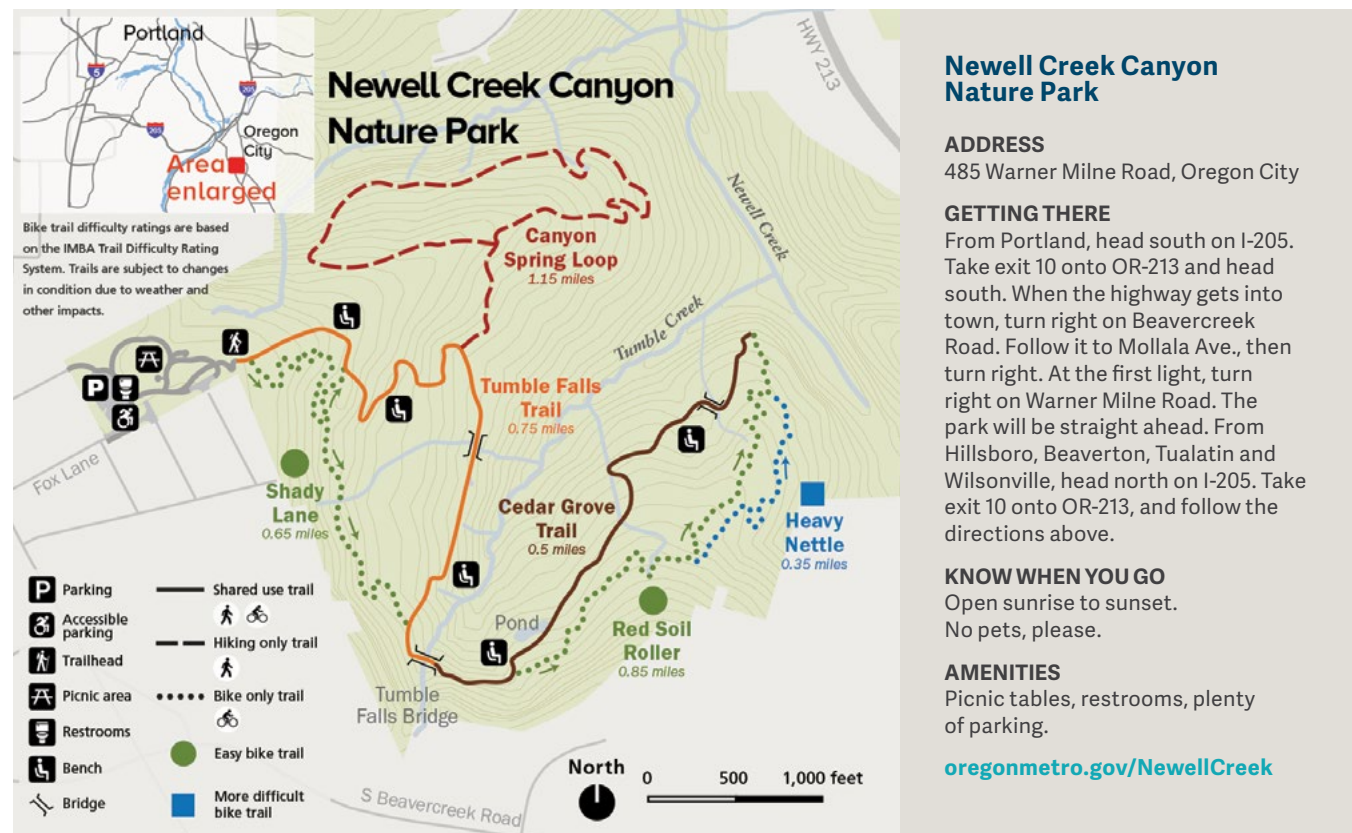 Portland
5
205
205
Oregon
City
Area
enlarged
Newell Creek Canyon
Nature Park
HWY 213
Bike trail difficulty ratings are based
on the IMBA Trail Difficulty Rating
System. Trails are subject to changes
in condition due to weather and
other impacts.
Newell Creek
Canyon
Spring Loop
1.15 miles
Tumble Creek
Tumble Falls
Trail
0.75 miles
P
Fox Lane
Shady
Lane
0.65 miles
Cedar Grove
Trail
0.5 miles
Heavy
Nettle
0.35 miles
Pond
Red Soil
Roller
0.85 miles
Tumble
Falls Bridge
P Parking
Accessible
parking
Trailhead
Picnic area
Restrooms
Bench
Bridge
Shared use trail
Hiking only trail
Bike only trail
Easy bike trail
More difficult
bike trail
S Beavercreek Road
North
0 500 1,000 feet
Newell Creek Canyon
Nature Park
ADDRESS
485 Warner Milne Road, Oregon City
GETTING THERE
From Portland, head south on I-205.
Take exit 10 onto OR-213 and head
south. When the highway gets into
town, turn right on Beavercreek
Road. Follow it to Mollala Ave., then
turn right. At the first light, turn
right on Warner Milne Road. The
park will be straight ahead. From
Hillsboro, Beaverton, Tualatin and
Wilsonville, head north on I-205. Take
exit 10 onto OR-213, and follow the
directions above.
KNOW WHEN YOU GO
Open sunrise to sunset.
No pets, please.
AMENITIES
Picnic tables, restrooms, plenty
of parking.
oregonmetro.gov/NewellCreek